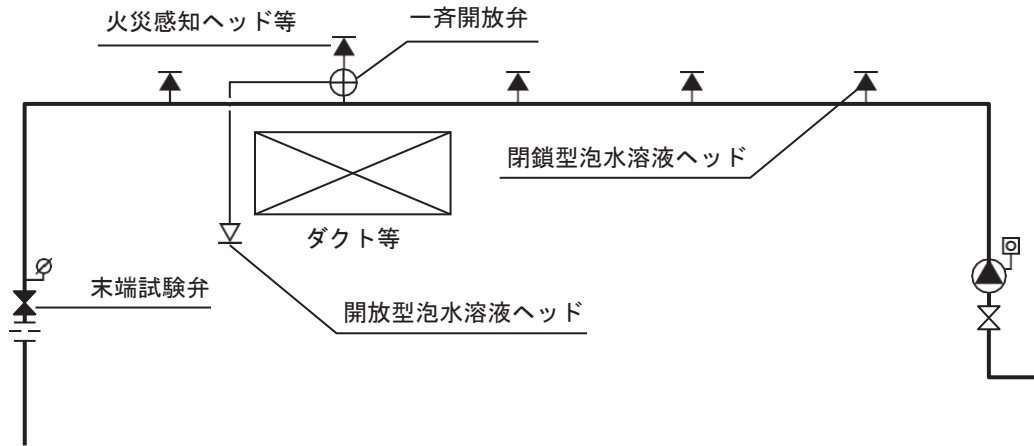 火災感知ヘッド等
一斉開放弁
閉鎖型泡水溶液ヘッド
ダクト等
末端試験弁
開放型泡水溶液ヘッド